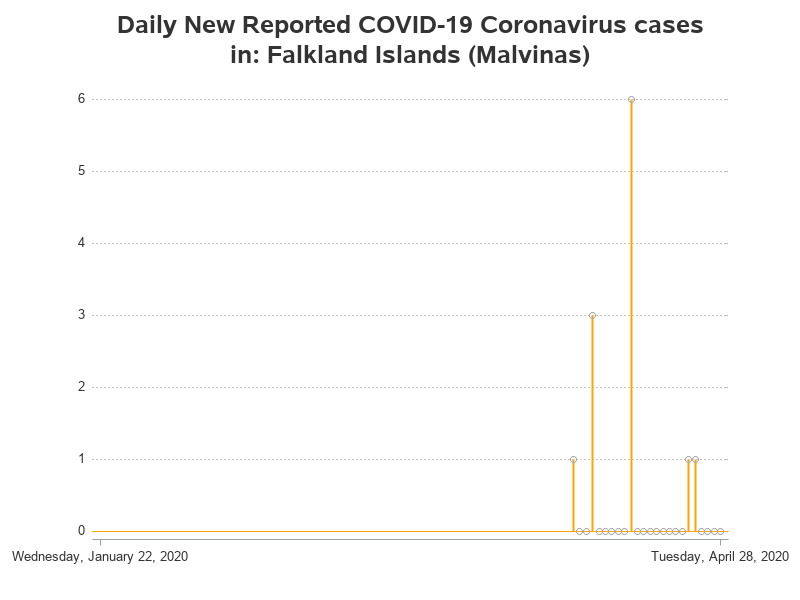 Daily New Reported COVID-19 Coronavirus cases
in: Falkland Islands (Malvinas)
6
5
4
3
2
1
0
Wednesday, January 22, 2020
Tuesday, April 28, 2020